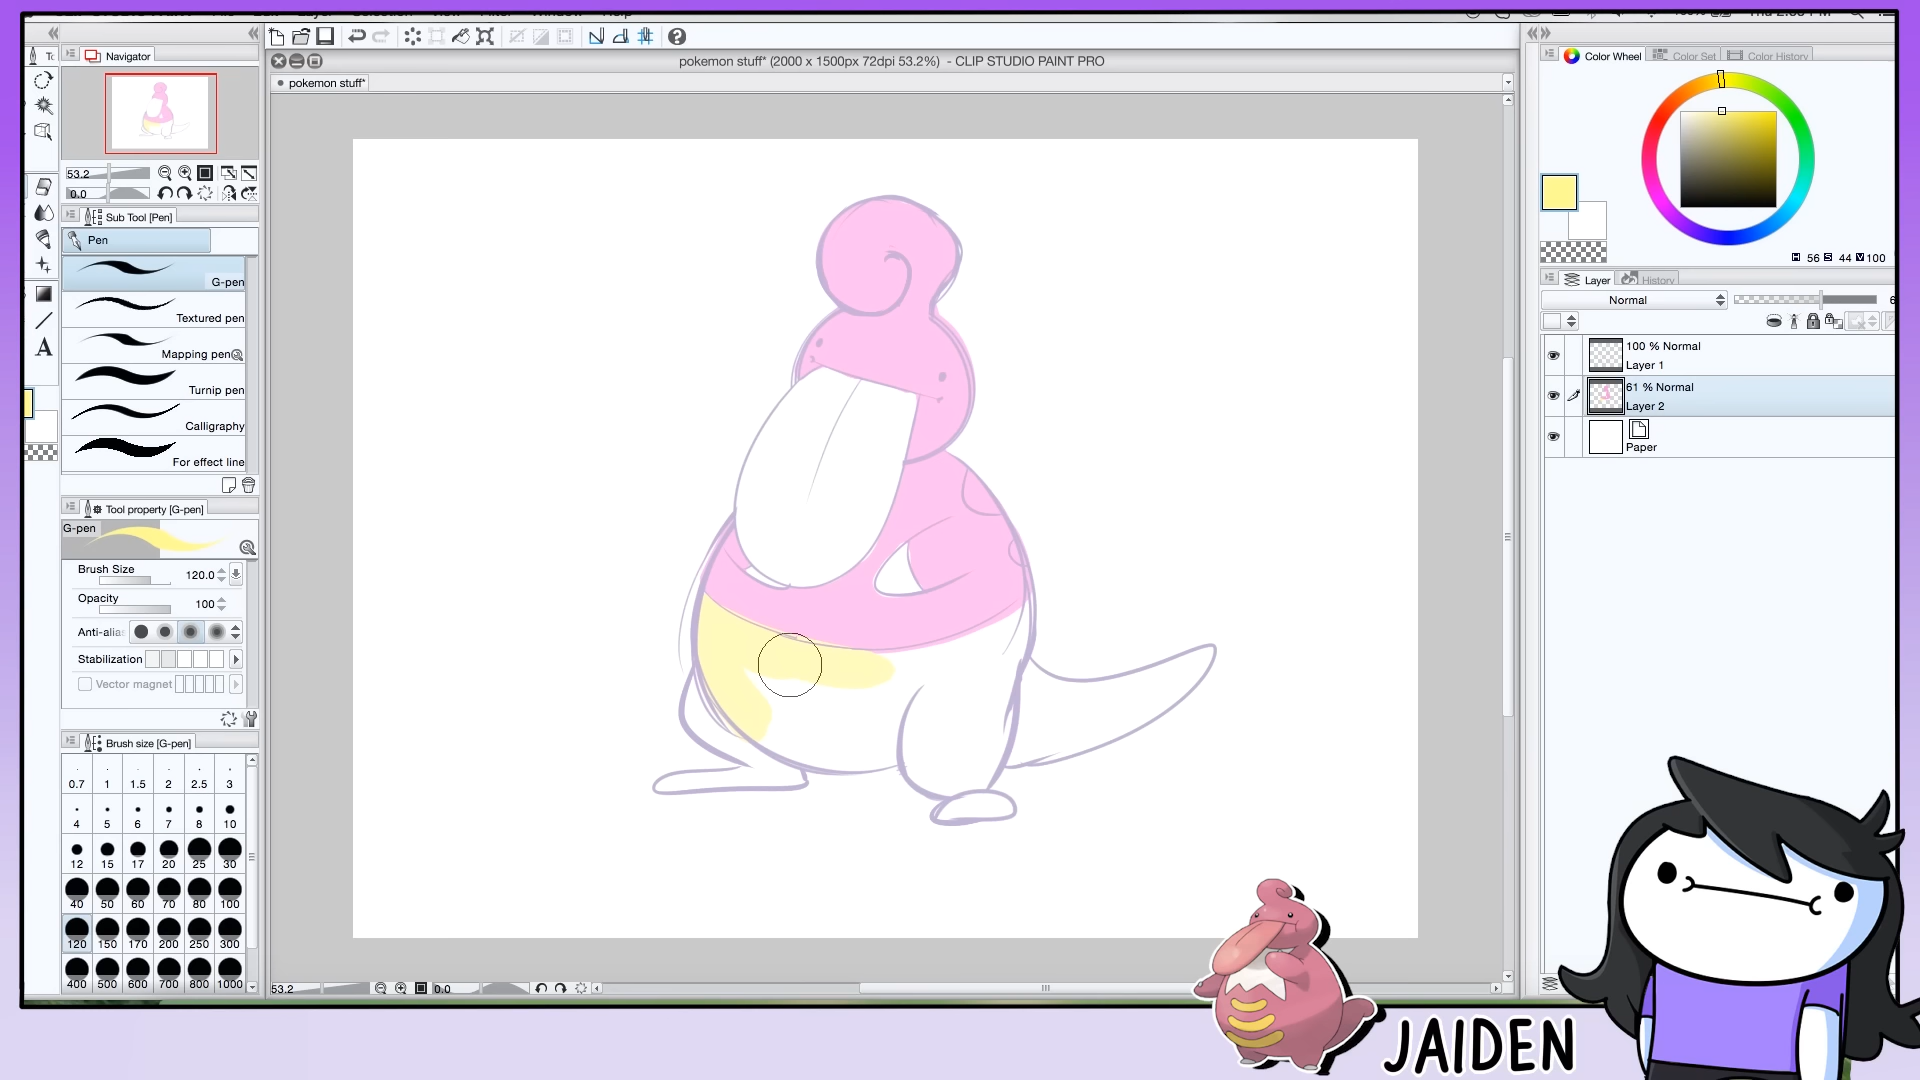 Navigator
53.2
0.0
Sub Tool [Pen]
Pen
G-pen
Textured pen
Mapping pen
Turnip pen
Calligraphy
For effect line
Tool property [G-pen]
G-pen
Brush Size 120.0
Opacity 100
Anti-alia
Stabilization
Vector magnet
Brush size [G-pen]
0.7 1 1.5 2 2.5 3
4 5 6 7 8 10
12 15 17 20 25 30
40 50 60 70 80 100
120 150 170 200 250 300
400 500 600 700 800 1000
pokemon stuff* (2000 x 1500px 72dpi 53.2%) - CLIP STUDIO PAINT PRO
pokemon stuff*
53.2 0.0
Color Wheel Color Set Color History
H 56 S 44 V 100
Layer History
Normal
100 % Normal
Layer 1
61 % Normal
Layer 2
Paper
JAIDEN